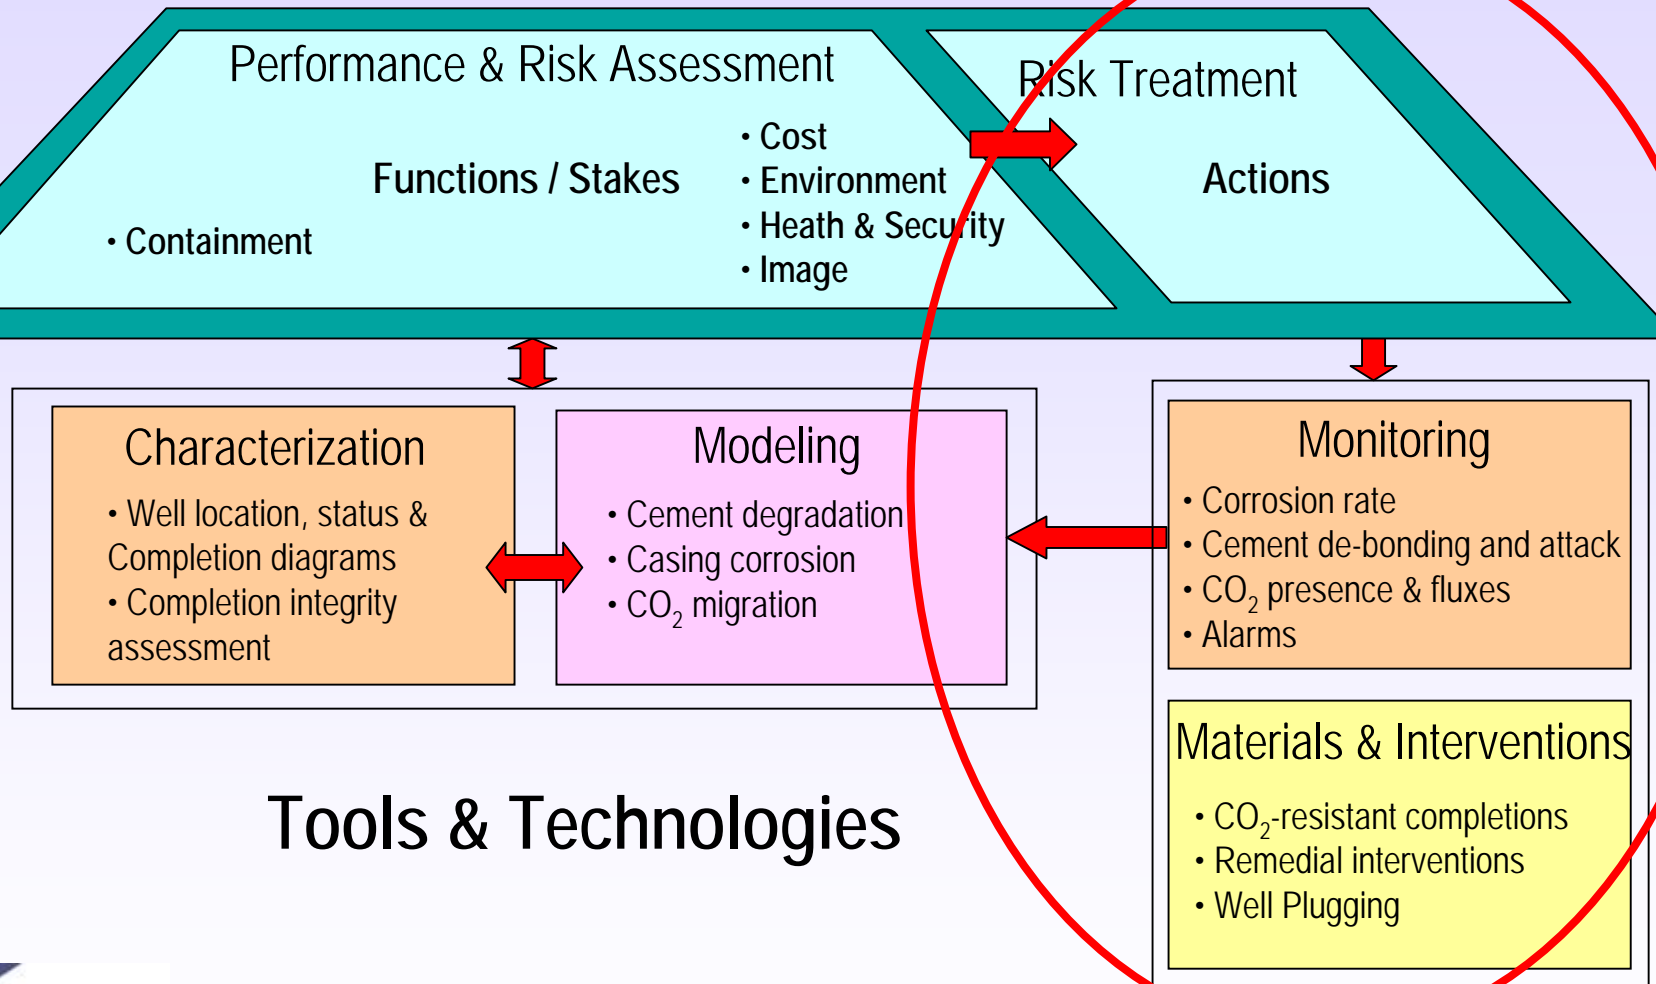 Performance & Risk Assessment
Functions / Stakes
• Containment
• Cost
• Environment
• Heath & Security
• Image
Risk Treatment
Actions
Characterization
• Well location, status &
Completion diagrams
• Completion integrity
assessment
Modeling
• Cement degradation
• Casing corrosion
• CO₂ migration
Monitoring
• Corrosion rate
• Cement de-bonding and attack
• CO₂ presence & fluxes
• Alarms
Materials & Interventions
• CO₂-resistant completions
• Remedial interventions
• Well Plugging
Tools & Technologies